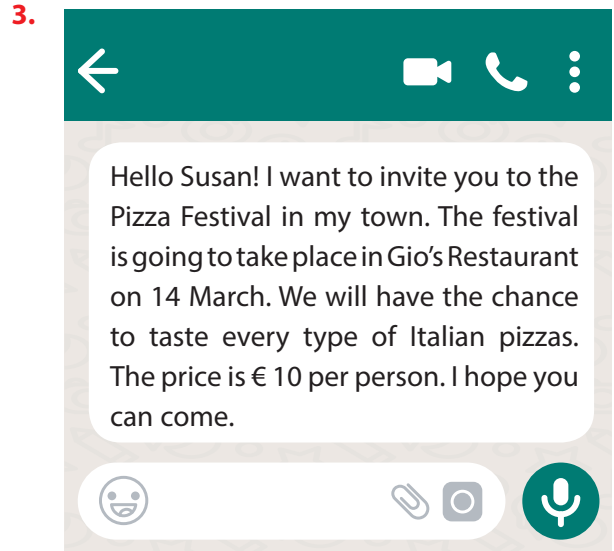 3.
Hello Susan! I want to invite you to the
Pizza Festival in my town. The festival
is going to take place in Gio's Restaurant
on 14 March. We will have the chance
to taste every type of Italian pizzas.
The price is € 10 per person. I hope you
can come.